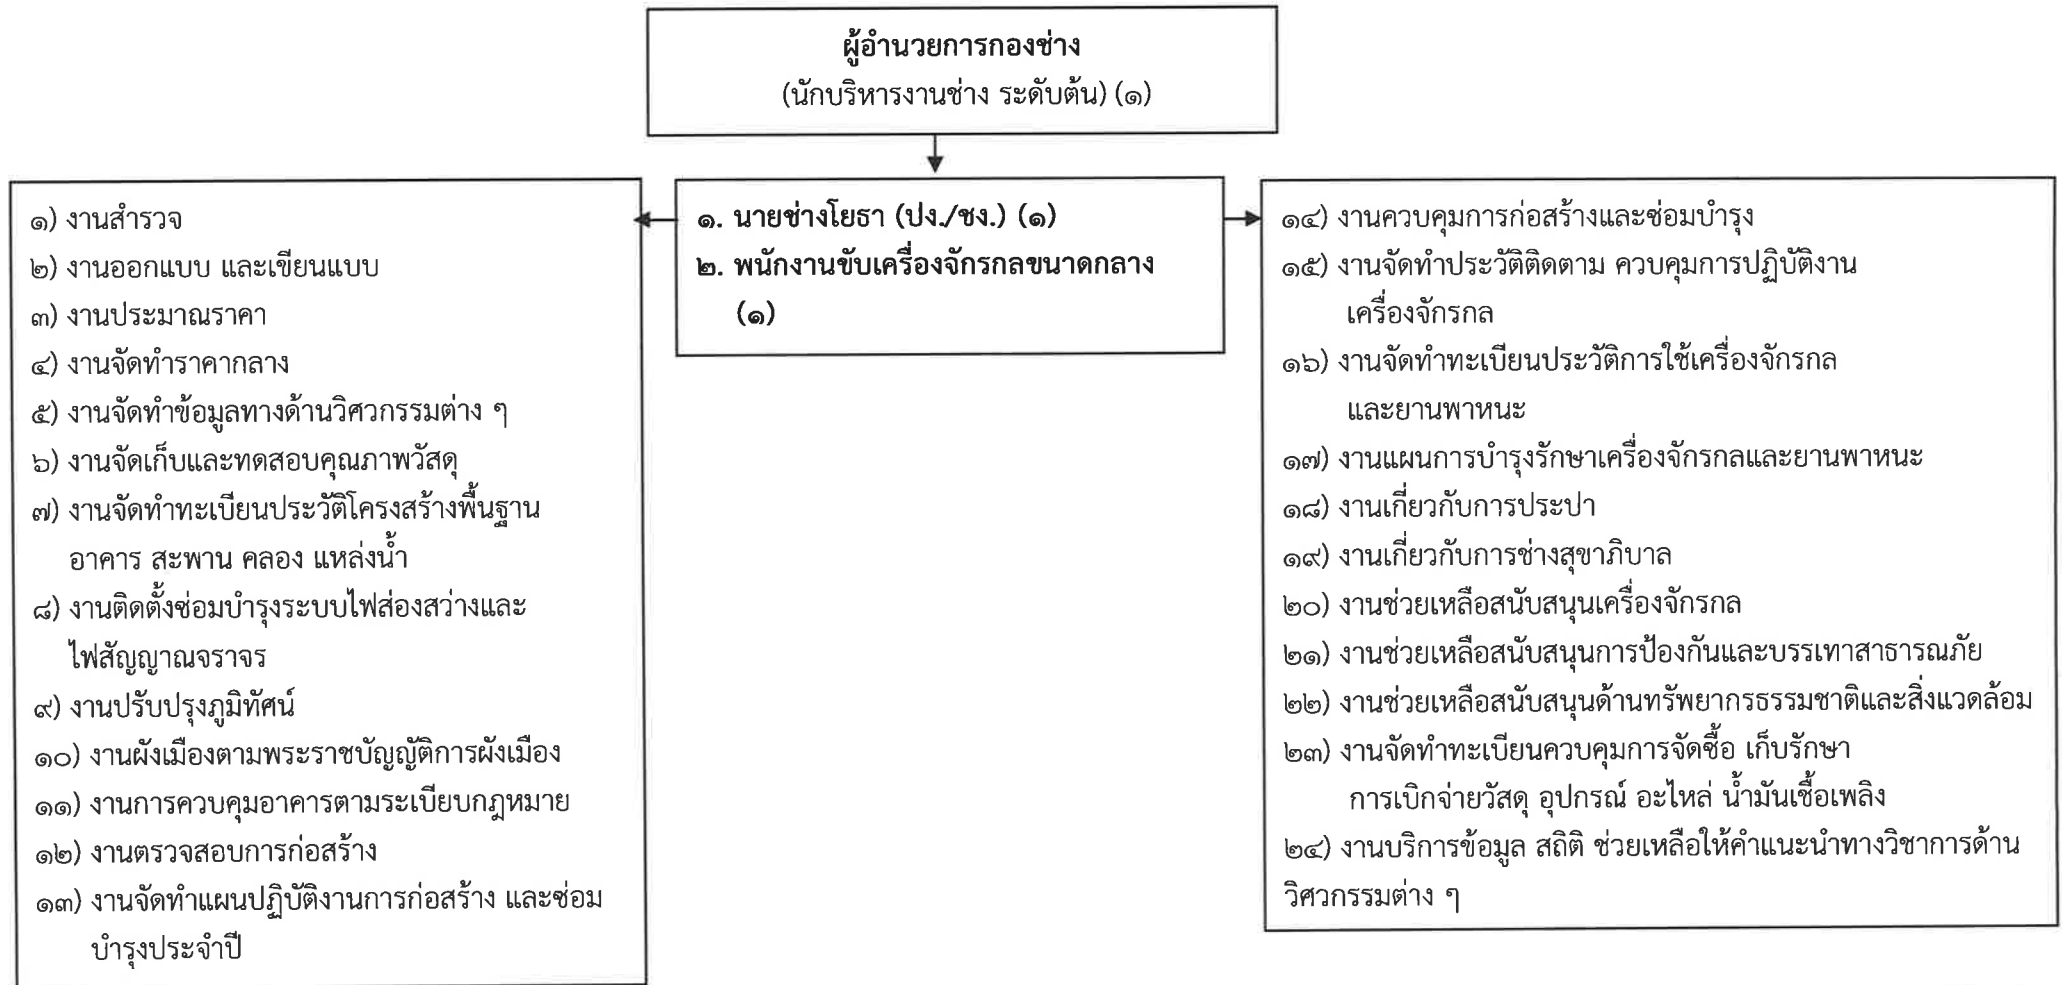 ผู้อำนวยการกองช่าง
(นักบริหารงานช่าง ระดับต้น) (๑)
๑. นายช่างโยธา (ปง./ชง.) (๑)
๒. พนักงานขับเครื่องจักรกลขนาดกลาง
(๑)
๑) งานสำรวจ
๒) งานออกแบบ และเขียนแบบ
๓) งานประมาณราคา
๔) งานจัดทำราคากลาง
๕) งานจัดทำข้อมูลทางด้านวิศวกรรมต่าง ๆ
๖) งานจัดเก็บและทดสอบคุณภาพวัสดุ
๗) งานจัดทำทะเบียนประวัติโครงสร้างพื้นฐาน
อาคาร สะพาน คลอง แหล่งน้ำ
๘) งานติดตั้งซ่อมบำรุงระบบไฟส่องสว่างและ
ไฟสัญญาณจราจร
๙) งานปรับปรุงภูมิทัศน์
๑๐) งานผังเมืองตามพระราชบัญญัติการผังเมือง
๑๑) งานการควบคุมอาคารตามระเบียบกฎหมาย
๑๒) งานตรวจสอบการก่อสร้าง
๑๓) งานจัดทำแผนปฏิบัติงานการก่อสร้าง และซ่อม
บำรุงประจำปี
๑๔) งานควบคุมการก่อสร้างและซ่อมบำรุง
๑๕) งานจัดทำประวัติติดตาม ควบคุมการปฏิบัติงาน
เครื่องจักรกล
๑๖) งานจัดทำทะเบียนประวัติการใช้เครื่องจักรกล
และยานพาหนะ
๑๗) งานแผนการบำรุงรักษาเครื่องจักรกลและยานพาหนะ
๑๘) งานเกี่ยวกับการประปา
๑๙) งานเกี่ยวกับการช่างสุขาภิบาล
๒๐) งานช่วยเหลือสนับสนุนเครื่องจักรกล
๒๑) งานช่วยเหลือสนับสนุนการป้องกันและบรรเทาสาธารณภัย
๒๒) งานช่วยเหลือสนับสนุนด้านทรัพยากรธรรมชาติและสิ่งแวดล้อม
๒๓) งานจัดทำทะเบียนควบคุมการจัดซื้อ เก็บรักษา
การเบิกจ่ายวัสดุ อุปกรณ์ อะไหล่ น้ำมันเชื้อเพลิง
๒๔) งานบริการข้อมูล สถิติ ช่วยเหลือให้คำแนะนำทางวิชาการด้าน
วิศวกรรมต่าง ๆ